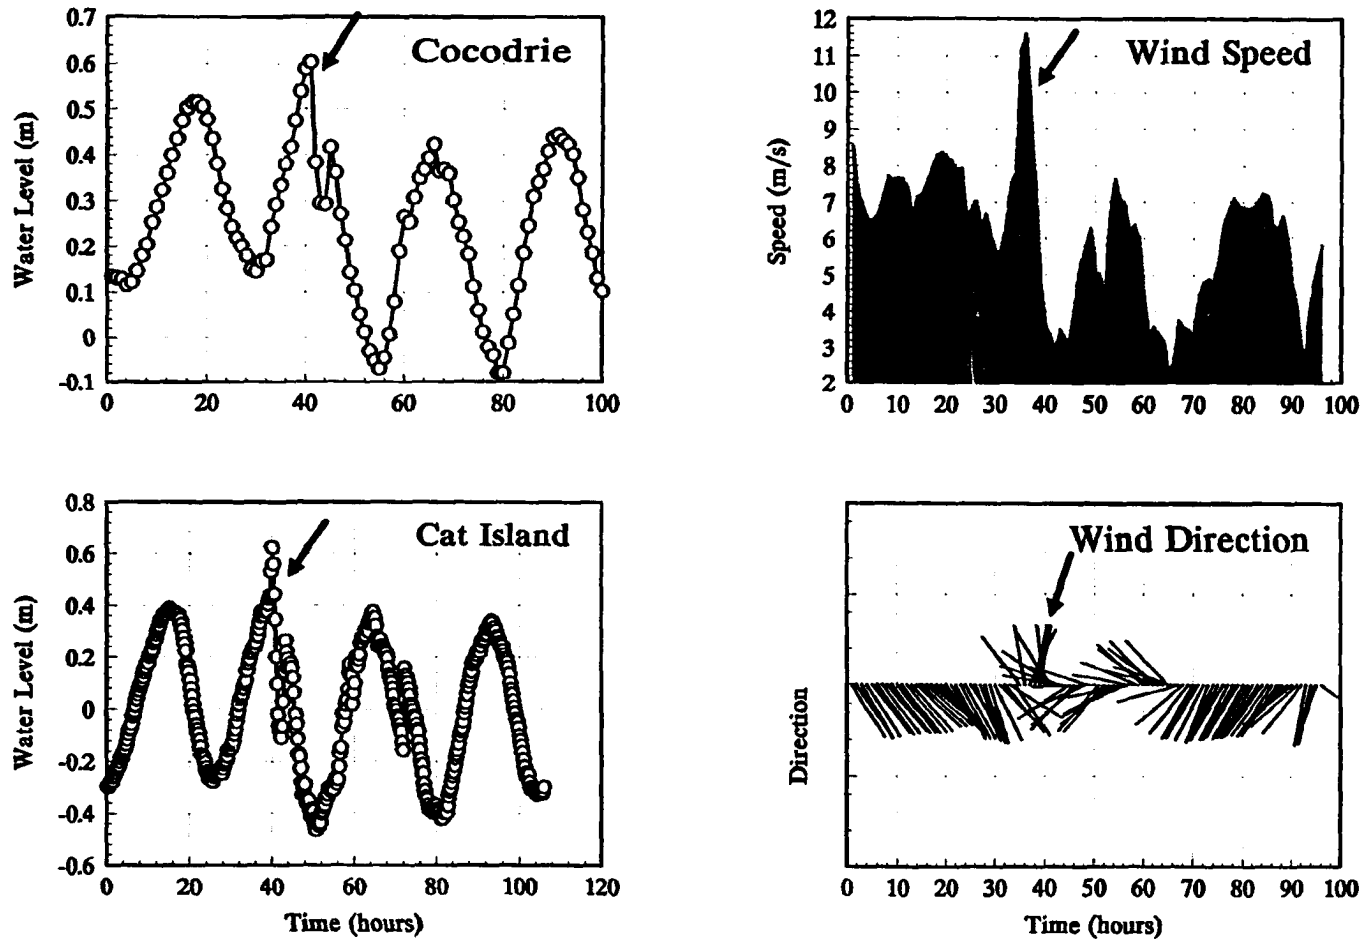 Cocodrie
Water Level (m)
0.7
0.6
0.5
0.4
0.3
0.2
0.1
0
-0.1
0 20 40 60 80 100
Wind Speed
Speed (m/s)
12
11
10
9
8
7
6
5
4
3
2
0 10 20 30 40 50 60 70 80 90 100
Cat Island
Water Level (m)
0.8
0.6
0.4
0.2
0
-0.2
-0.4
-0.6
0 20 40 60 80 100 120
Time (hours)
Wind Direction
Direction
0 10 20 30 40 50 60 70 80 90 100
Time (hours)